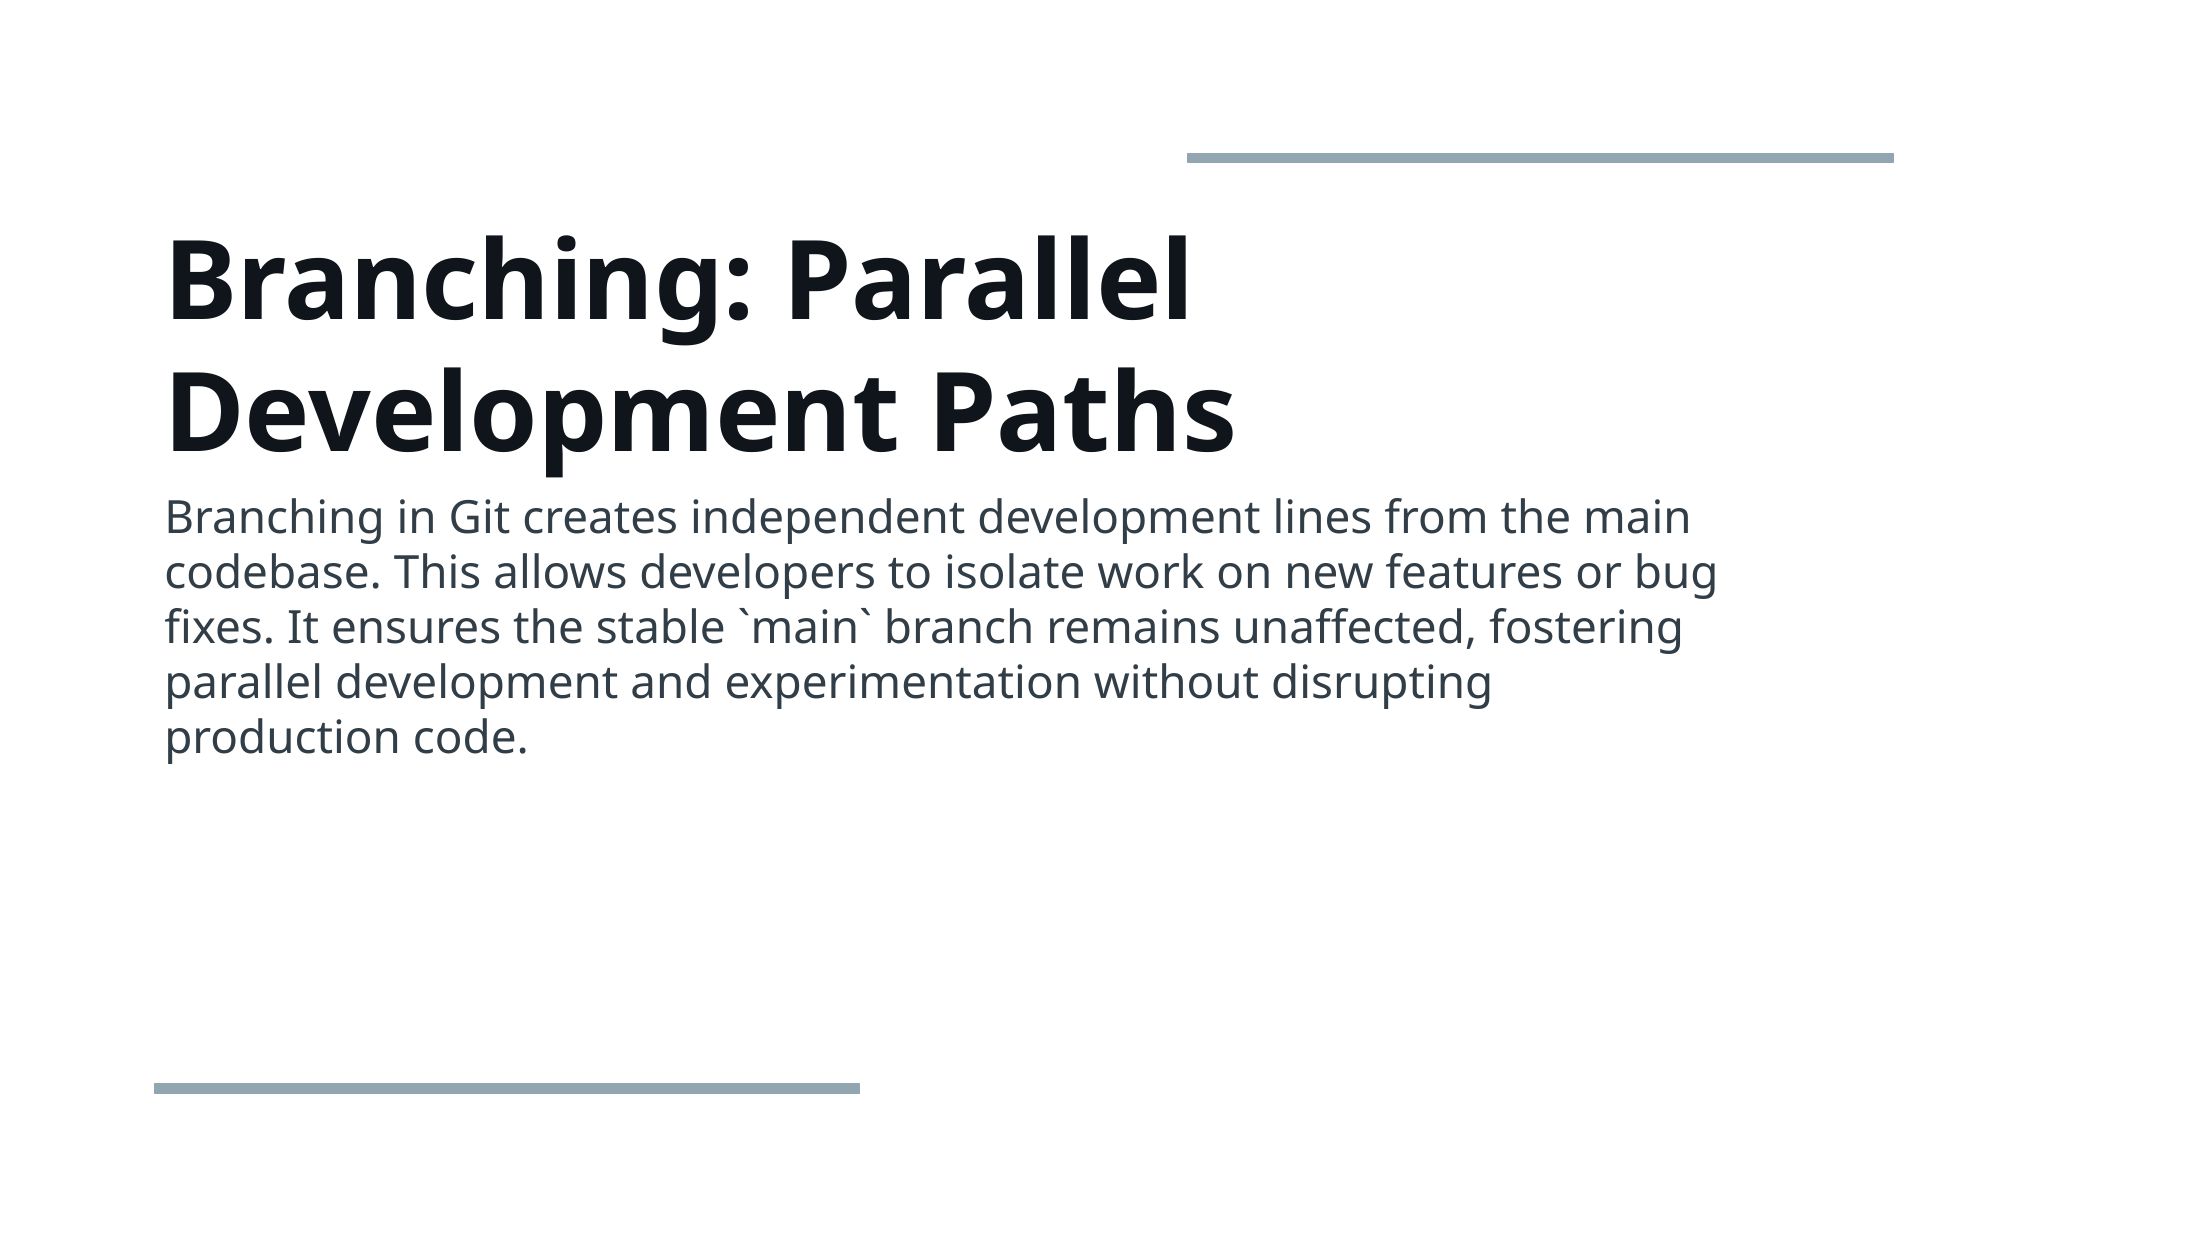 Branching: Parallel
Development Paths
Branching in Git creates independent development lines from the main
codebase. This allows developers to isolate work on new features or bug
fixes. It ensures the stable `main` branch remains unaffected, fostering
parallel development and experimentation without disrupting
production code.